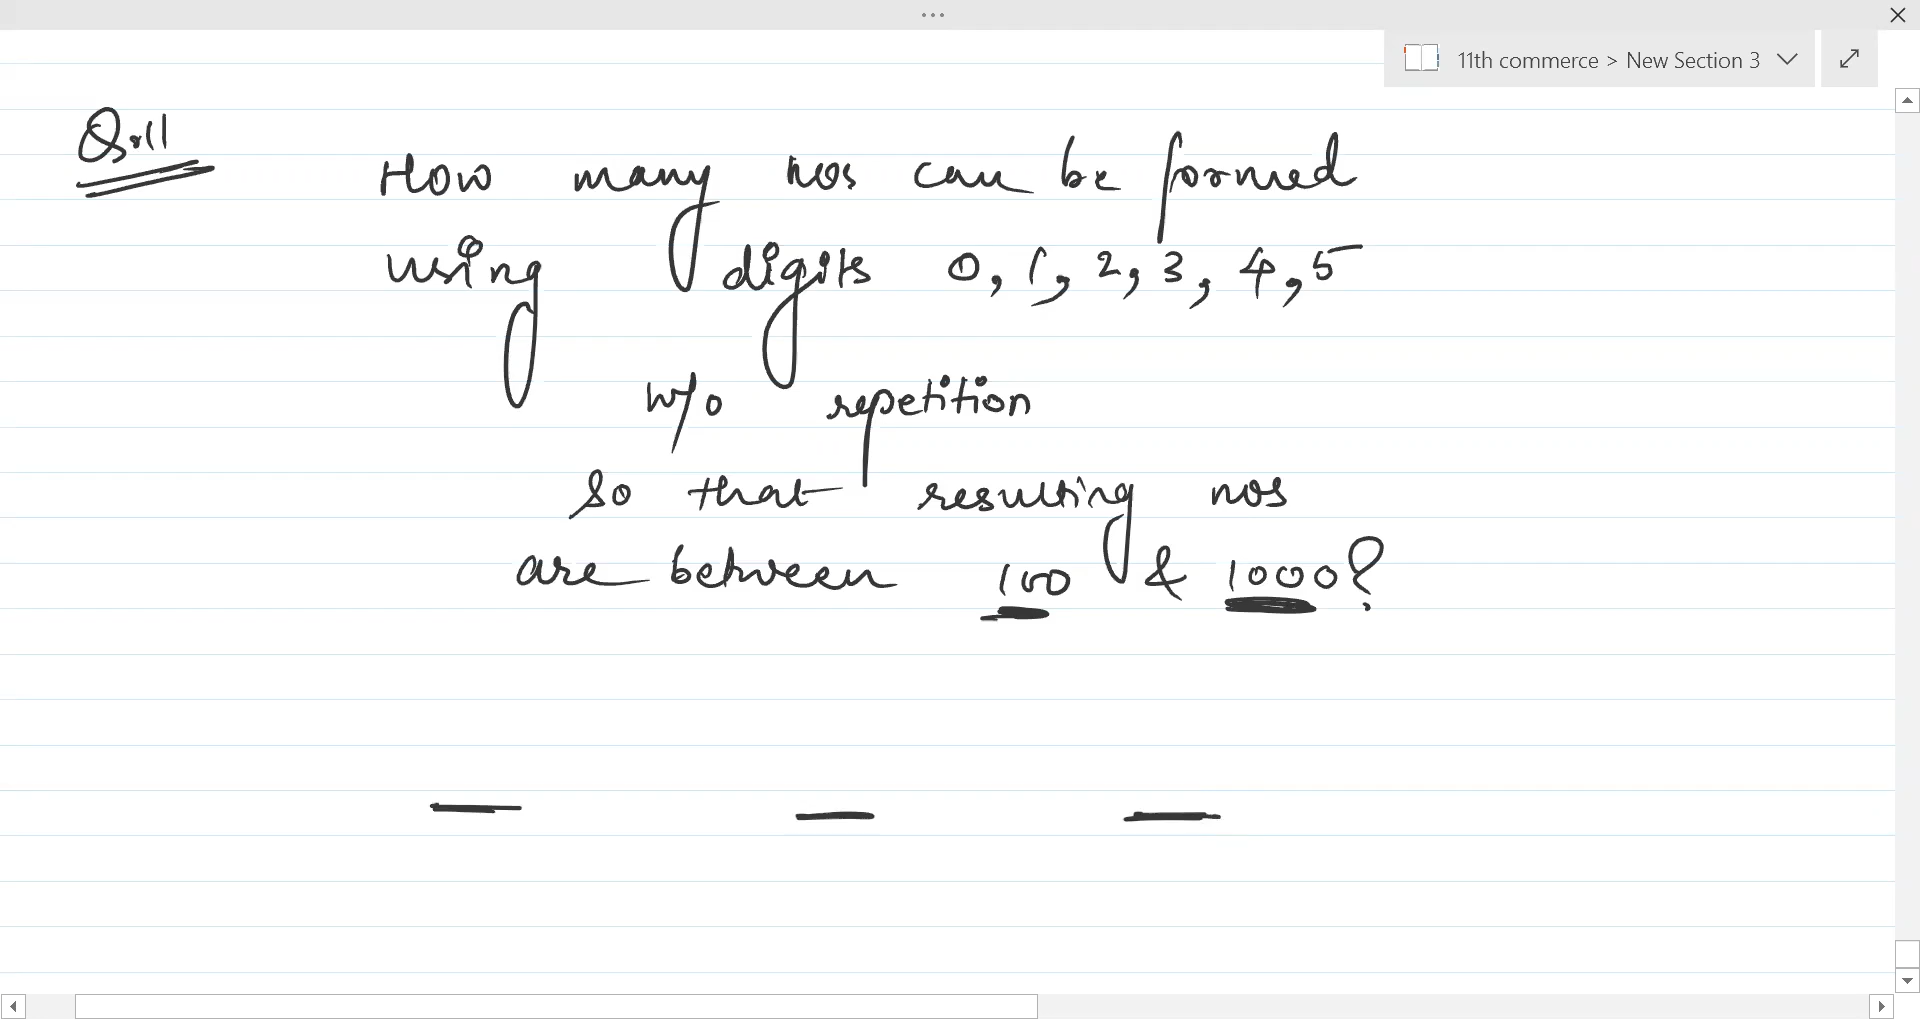 11th commerce > New Section 3
Q.11
How many nos can be formed
using digits 0, 1, 2, 3, 4, 5
w/o repetition
so that resulting nos
are between 100 & 1000?